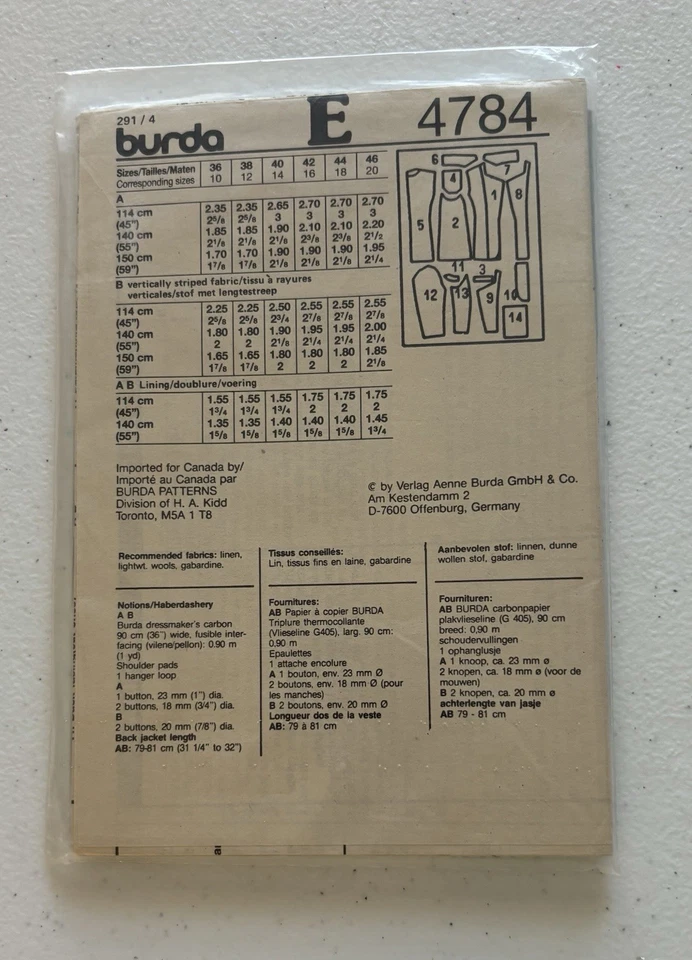 291 / 4
burda E 4784
Sizes/Tailles/Maten 36 38 40 42 44 46
Corresponding sizes 10 12 14 16 18 20
A
114 cm 2.35 2.35 2.65 2.70 2.70 2.70
(45") 2⁵/₈ 2⁵/₈ 3 3 3 3
140 cm 1.85 1.85 1.90 2.10 2.10 2.20
(55") 2¹/₈ 2¹/₈ 2¹/₈ 2³/₈ 2³/₈ 2¹/₂
150 cm 1.70 1.70 1.90 1.90 1.90 1.95
(59") 1⁷/₈ 1⁷/₈ 2¹/₈ 2¹/₈ 2¹/₈ 2¹/₄
B vertically striped fabric/tissu à rayures
verticales/stof met lengtestreep
114 cm 2.25 2.25 2.50 2.55 2.55 2.55
(45") 2⁵/₈ 2⁵/₈ 2³/₄ 2⁷/₈ 2⁷/₈ 2⁷/₈
140 cm 1.80 1.80 1.90 1.95 1.95 2.00
(55") 2 2 2¹/₈ 2¹/₄ 2¹/₄ 2¹/₄
150 cm 1.65 1.65 1.80 1.80 1.80 1.85
(59") 1⁷/₈ 1⁷/₈ 2 2 2 2¹/₈
A B Lining/doublure/voering
114 cm 1.55 1.55 1.55 1.75 1.75 1.75
(45") 1³/₄ 1³/₄ 1³/₄ 2 2 2
140 cm 1.35 1.35 1.40 1.40 1.40 1.45
(55") 1⁵/₈ 1⁵/₈ 1⁵/₈ 1⁵/₈ 1⁵/₈ 1³/₄
6 7
4 1 8
5 2
11 3
12 13 9 10
14
Imported for Canada by/
Importé au Canada par
BURDA PATTERNS
Division of H. A. Kidd
Toronto, M5A 1 T8
© by Verlag Aenne Burda GmbH & Co.
Am Kestendamm 2
D-7600 Offenburg, Germany
Recommended fabrics: linen,
lightwt. wools, gabardine.
Notions/Haberdashery
A B
Burda dressmaker's carbon
90 cm (36") wide, fusible inter-
facing (vilene/pellon): 0.90 m
(1 yd)
Shoulder pads
1 hanger loop
A
1 button, 23 mm (1") dia.
2 buttons, 18 mm (3/4") dia.
B
2 buttons, 20 mm (7/8") dia.
Back jacket length
AB: 79-81 cm (31 1/4" to 32")
Tissus conseillés:
Lin, tissus fins en laine, gabardine
Fournitures:
AB Papier à copier BURDA
Triplure thermocollante
(Vlieseline G405), larg. 90 cm:
0,90 m
Epaulettes
1 attache encolure
A 1 bouton, env. 23 mm Ø
2 boutons, env. 18 mm Ø (pour
les manches)
B 2 boutons, env. 20 mm Ø
Longueur dos de la veste
AB: 79 à 81 cm
Aanbevolen stof: linnen, dunne
wollen stof, gabardine
Fournituren:
AB BURDA carbonpapier
plakvlieseline (G 405), 90 cm
breed: 0,90 m
schoudervullingen
1 ophanglusje
A 1 knoop, ca. 23 mm ø
2 knopen, ca. 18 mm ø (voor de
mouwen)
B 2 knopen, ca. 20 mm ø
achterlengte van jasje
AB 79 - 81 cm